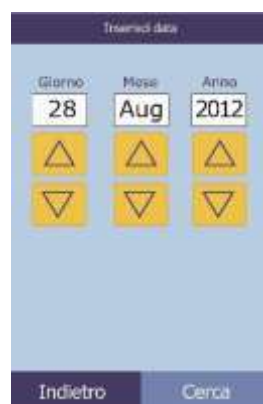 Inserisci data
Giorno Mese Anno
28 Aug 2012
Indietro Cerca